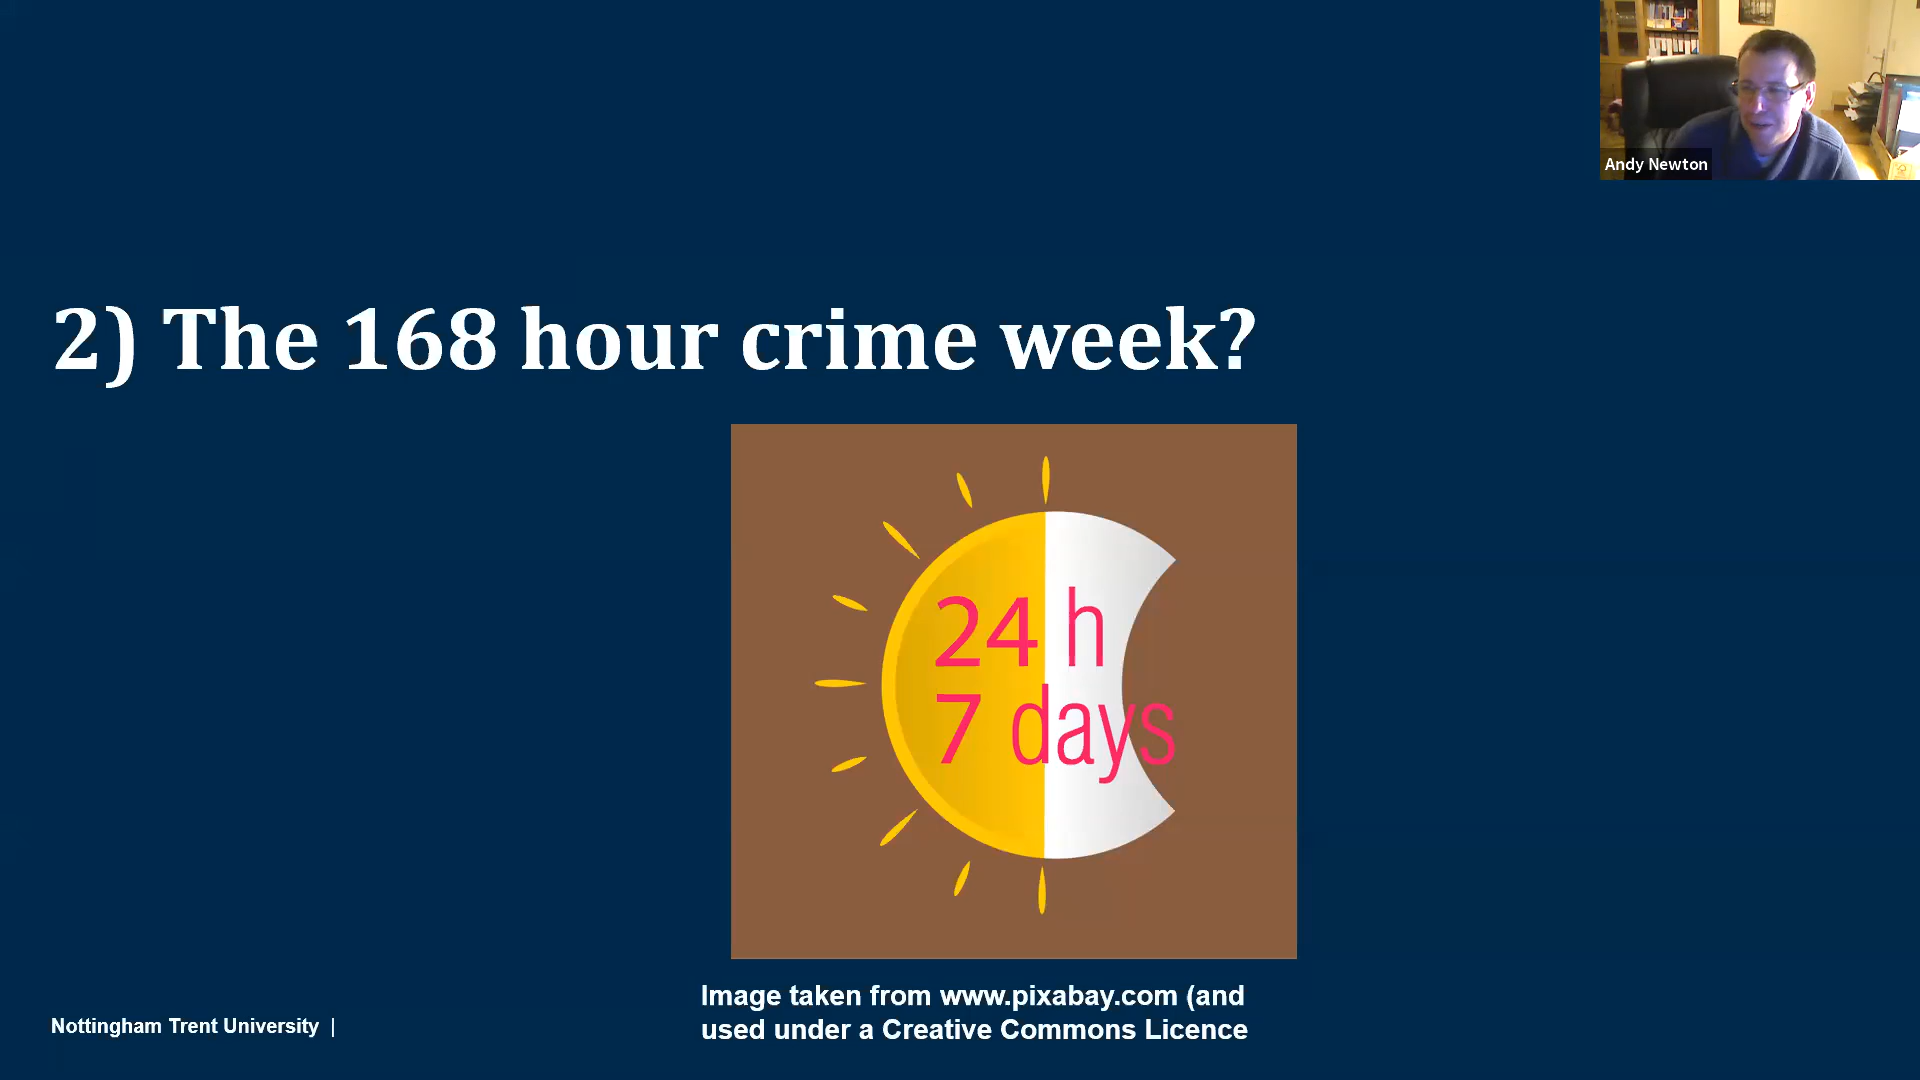 Andy Newton
2) The 168 hour crime week?
24 h
7 days
Image taken from www.pixabay.com (and
used under a Creative Commons Licence
Nottingham Trent University |